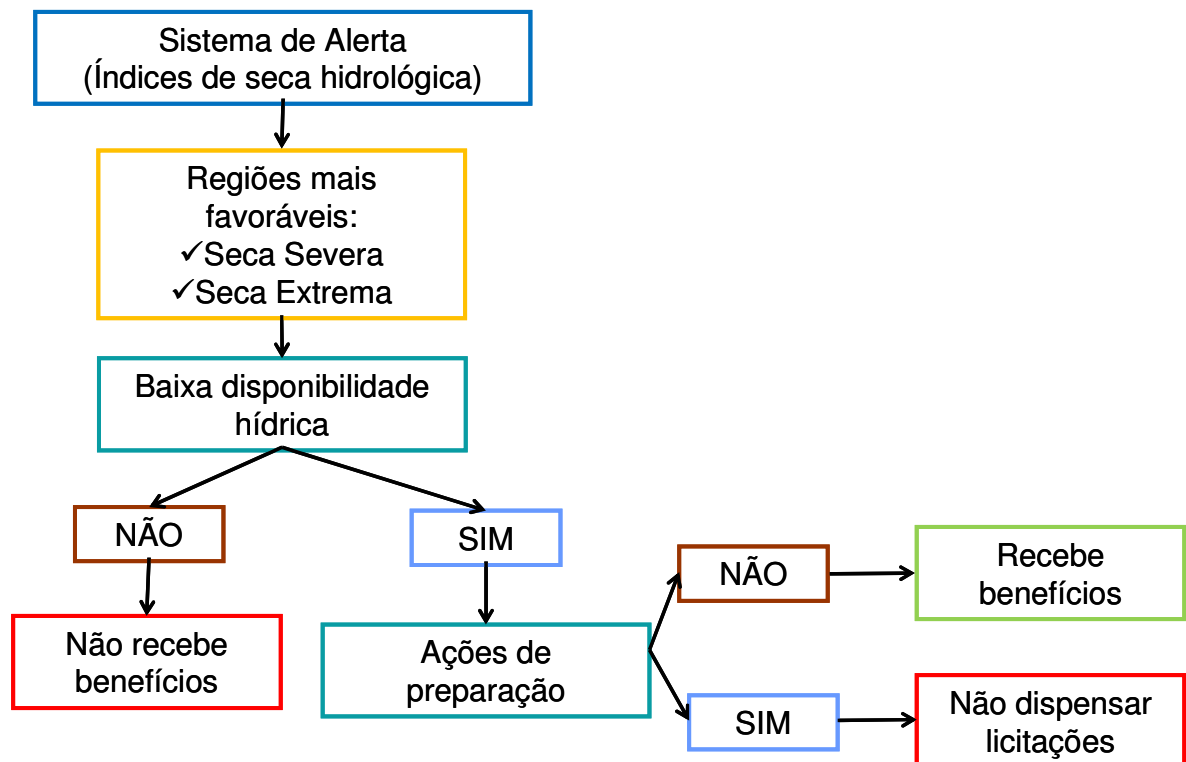 Sistema de Alerta
(Índices de seca hidrológica)
Regiões mais
favoráveis:
✓Seca Severa
✓Seca Extrema
Baixa disponibilidade
hídrica
NÃO
SIM
Não recebe
benefícios
Ações de
preparação
NÃO
Recebe
benefícios
SIM
Não dispensar
licitações